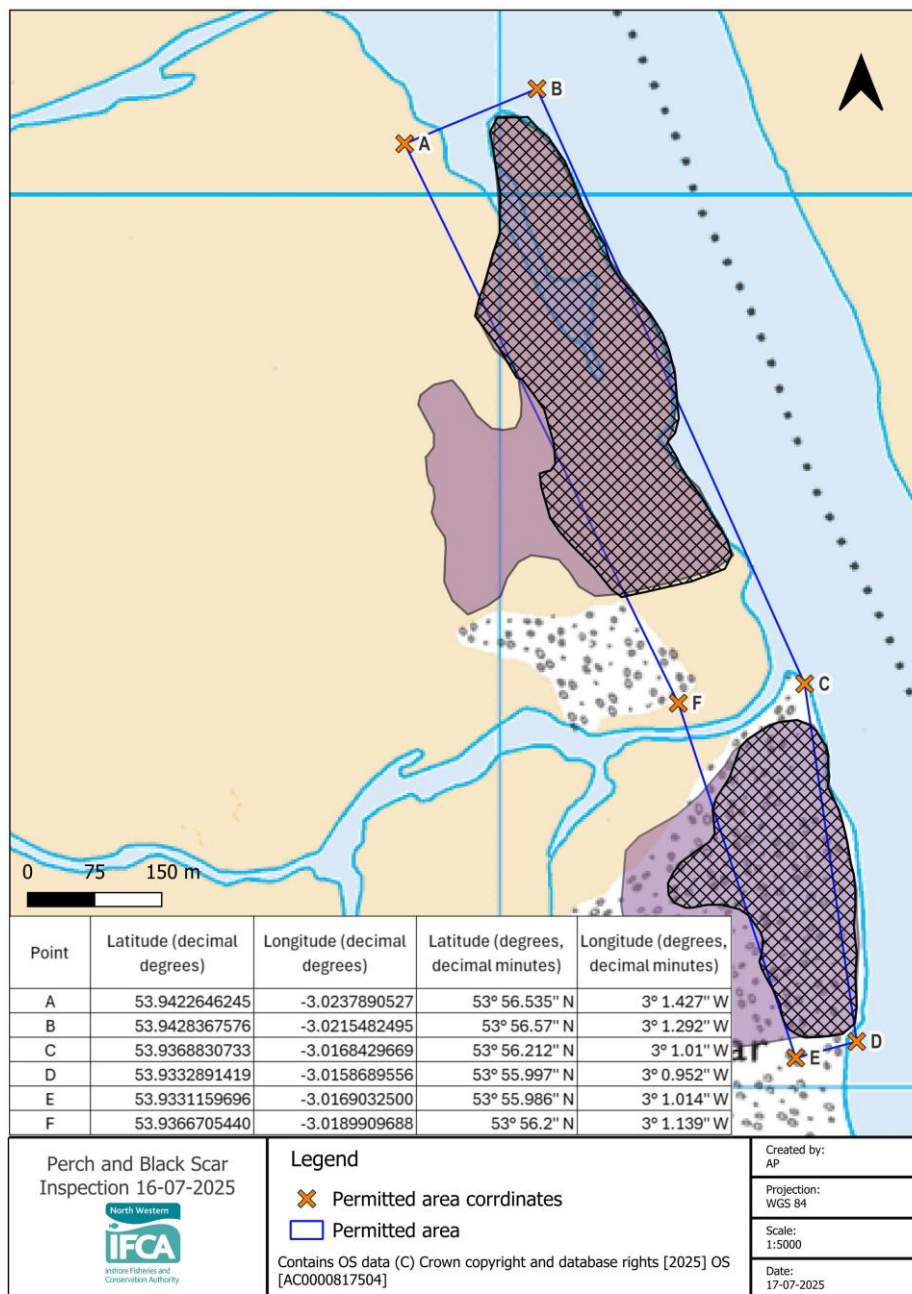 B
A
C
F
0 75 150 m
D
E
ar
Point Latitude (decimal degrees) Longitude (decimal degrees) Latitude (degrees, decimal minutes) Longitude (degrees, decimal minutes)
A 53.9422646245 -3.0237890527 53° 56.535" N 3° 1.427" W
B 53.9428367576 -3.0215482495 53° 56.57" N 3° 1.292" W
C 53.9368830733 -3.0168429669 53° 56.212" N 3° 1.01" W
D 53.9332891419 -3.0158689556 53° 55.997" N 3° 0.952" W
E 53.9331159696 -3.0169032500 53° 55.986" N 3° 1.014" W
F 53.9366705440 -3.0189909688 53° 56.2" N 3° 1.139" W
Perch and Black Scar
Inspection 16-07-2025
North Western
IFCA
Inshore Fisheries and
Conservation Authority
Legend
Permitted area corrdinates
Permitted area
Contains OS data (C) Crown copyright and database rights [2025] OS
[AC0000817504]
Created by:
AP
Projection:
WGS 84
Scale:
1:5000
Date:
17-07-2025